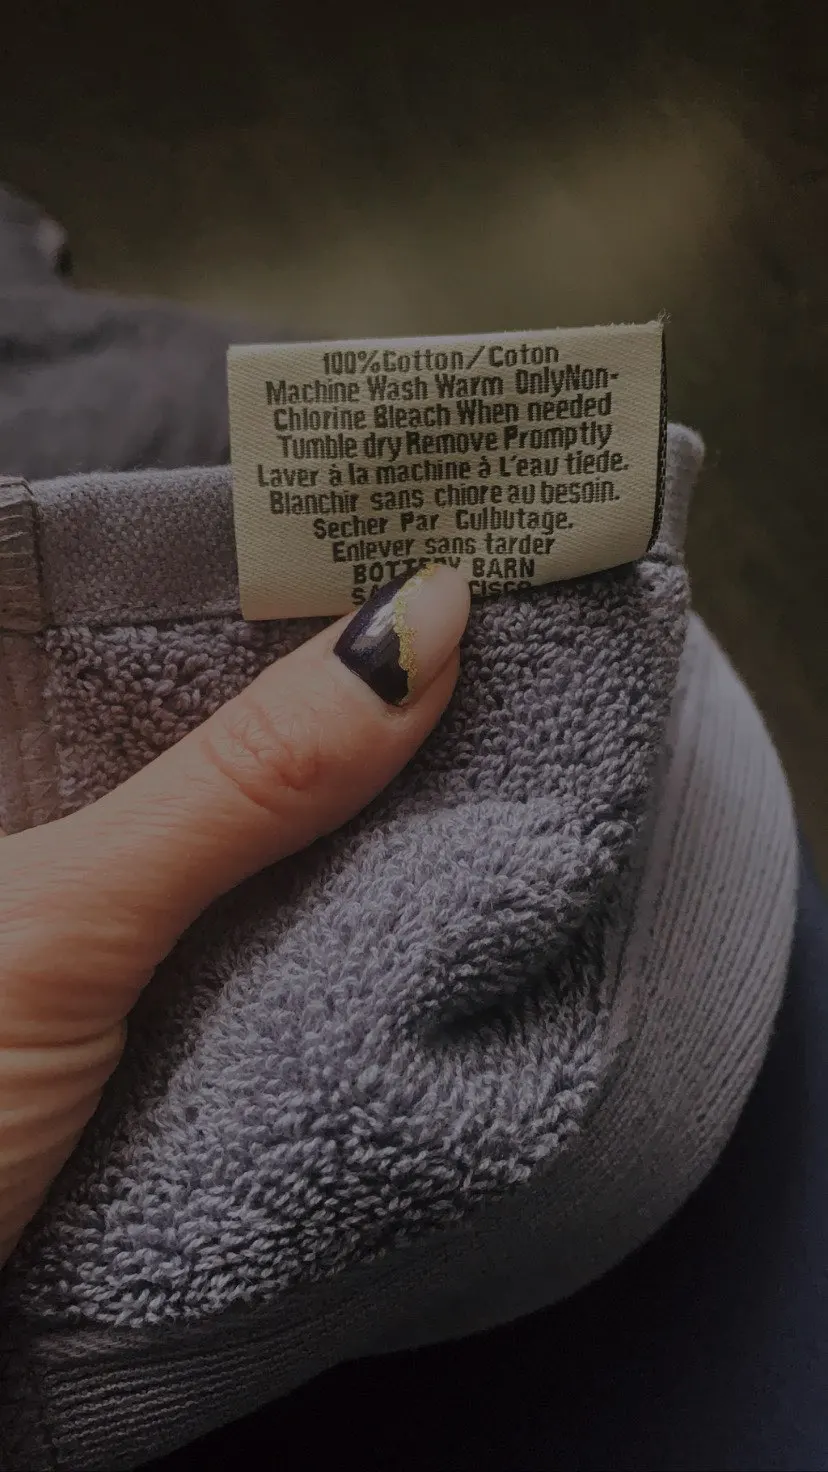 100%Cotton/Coton
Machine Wash Warm OnlyNon-
Chlorine Bleach When needed
Tumble dry Remove Promptly
Laver à la machine à L'eau tiede.
Blanchir sans chlore au besoin.
Secher Par Culbutage.
Enlever sans tarder
BARN